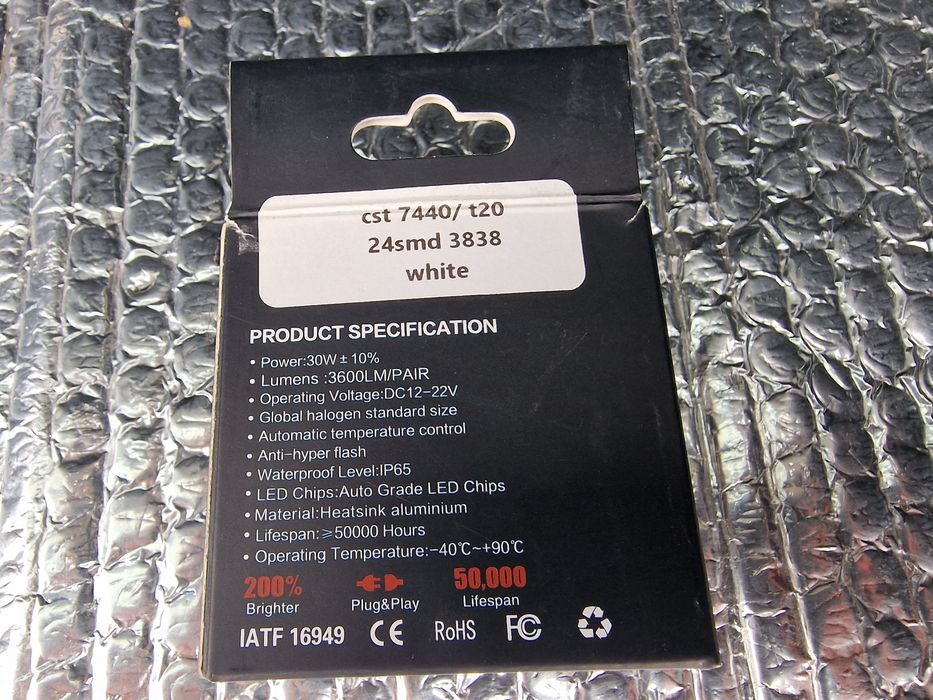 cst 7440/ t20
24smd 3838
white
PRODUCT SPECIFICATION
• Power:30W ± 10%
• Lumens :3600LM/PAIR
• Operating Voltage:DC12-22V
• Global halogen standard size
• Automatic temperature control
• Anti-hyper flash
• Waterproof Level:IP65
• LED Chips:Auto Grade LED Chips
• Material:Heatsink aluminium
• Lifespan:≥50000 Hours
• Operating Temperature:-40℃~+90℃
200% 50,000
Brighter Plug&Play Lifespan
IATF 16949 CE RoHS FC